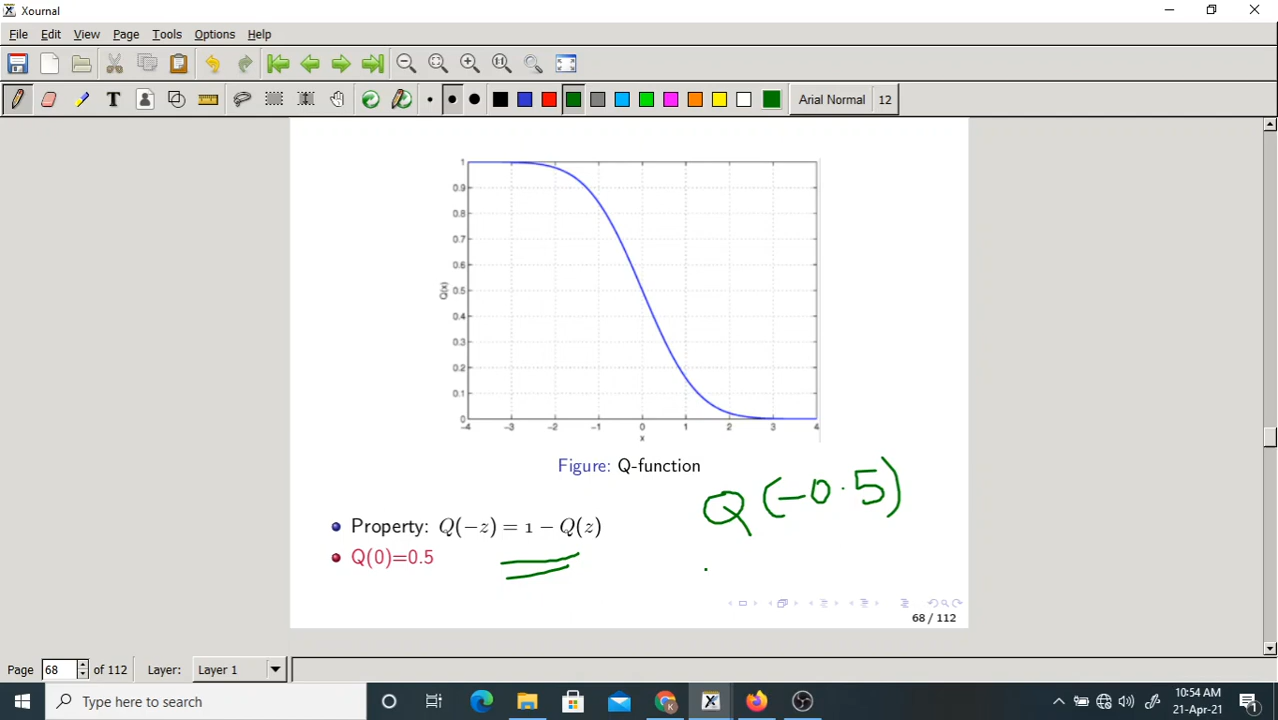 Xournal
File Edit View Page Tools Options Help
Arial Normal 12
1
0.9
0.8
0.7
0.6
0.5
0.4
0.3
0.2
0.1
0
Q(x)
-4 -3 -2 -1 0 1 2 3 4
x
Figure: Q-function
Q(-0.5)
Property: Q(−z) = 1 − Q(z)
Q(0)=0.5
68 / 112
Page 68 of 112 Layer: Layer 1
Type here to search
10:54 AM
21-Apr-21
1